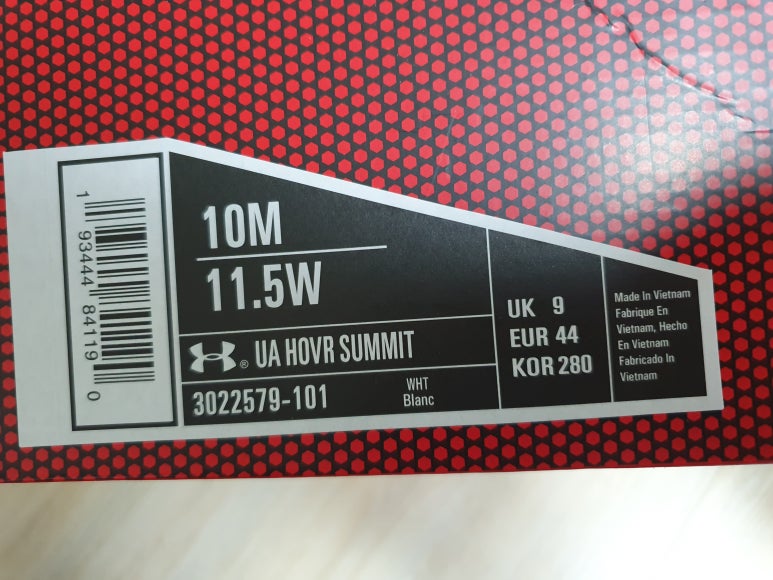 1 93444 84119 0
10M
11.5W
® UA HOVR SUMMIT
3022579-101
WHT
Blanc
UK 9
EUR 44
KOR 280
Made In Vietnam
Fabrique En
Vietnam, Hecho
En Vietnam
Fabricado In
Vietnam